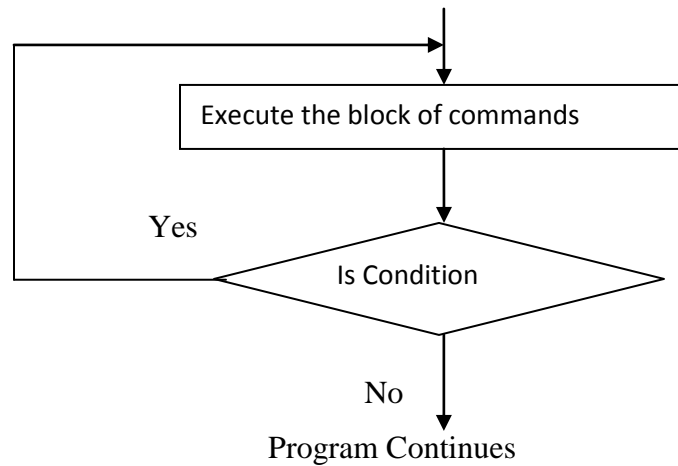 Execute the block of commands
Yes
Is Condition
No
Program Continues